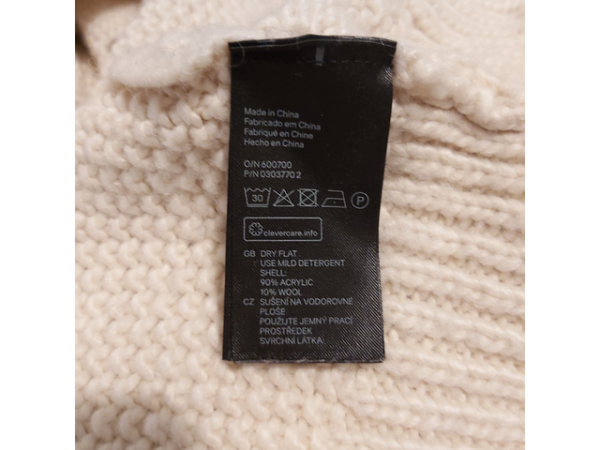 Made in China
Fabricado em China
Fabriqué en Chine
Hecho en China
O/N 600700
P/N 0303770 2
30 P
clevercare.info
GB DRY FLAT
USE MILD DETERGENT
SHELL:
90% ACRYLIC
10% WOOL
CZ SUŠENÍ NA VODOROVNÉ
PLOŠE
POUŽIJTE JEMNÝ PRACÍ
PROSTŘEDEK
SVRCHNÍ LÁTKA: